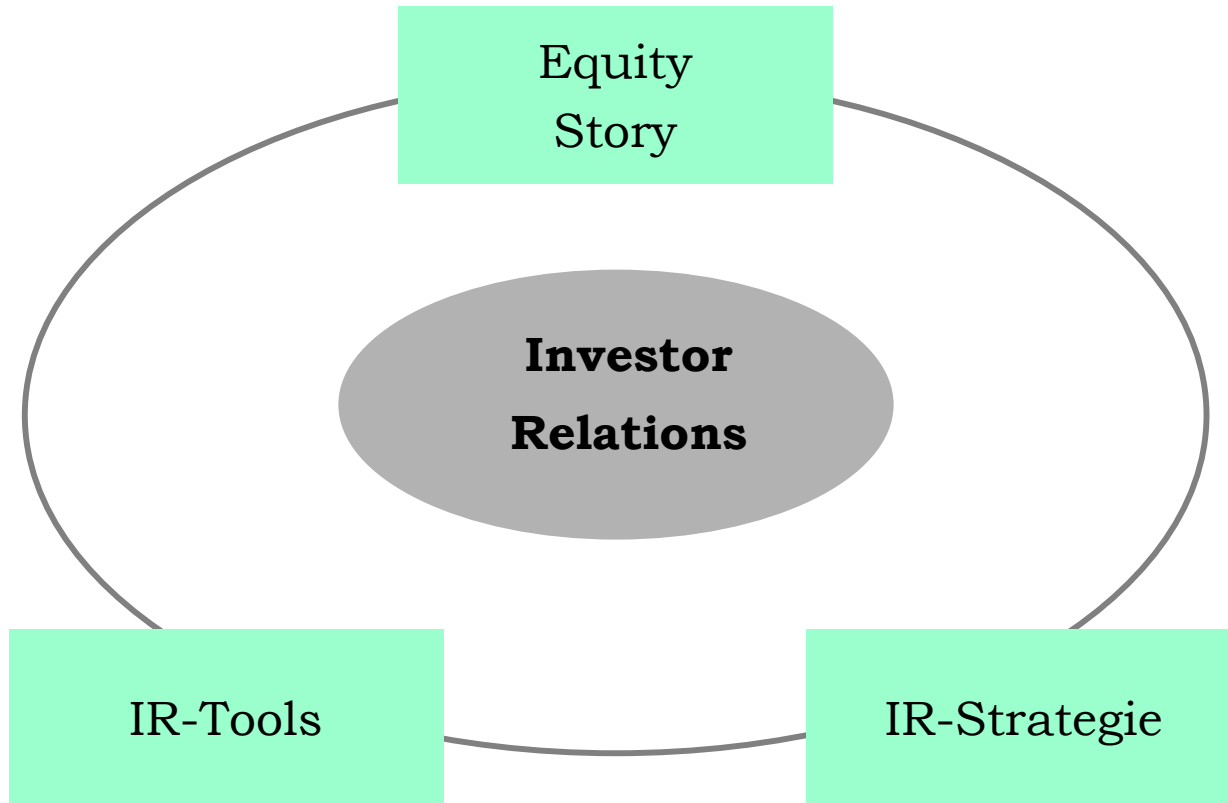 Equity
Story
Investor
Relations
IR-Tools
IR-Strategie